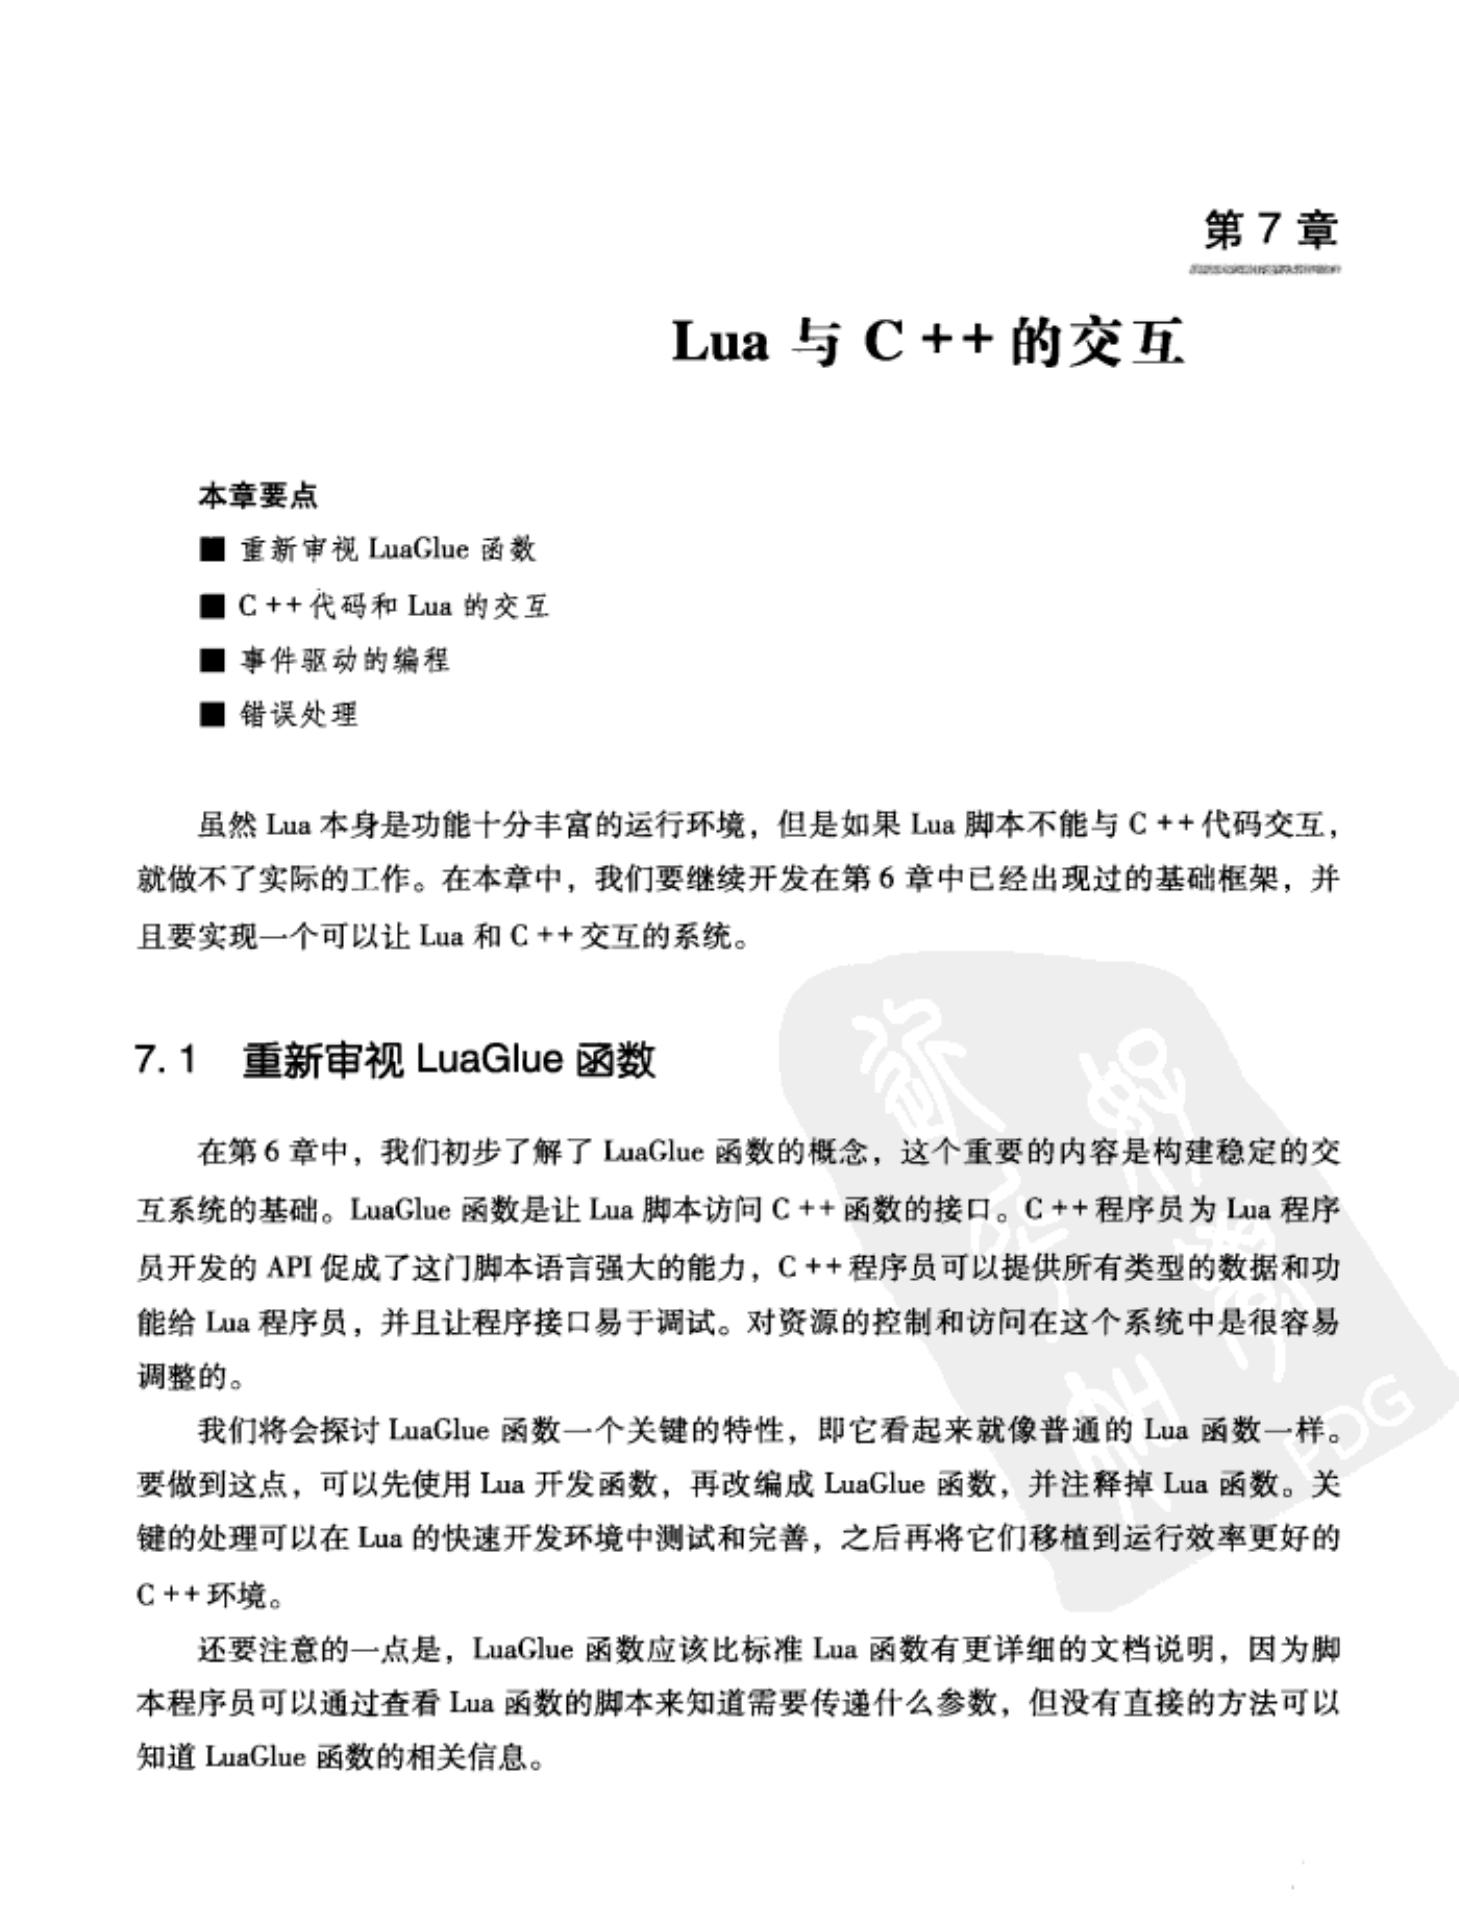 第 7 章
Lua 与 C ++ 的交互
本章要点
■ 重新审视 LuaGlue 函数
■ C ++ 代码和 Lua 的交互
■ 事件驱动的编程
■ 错误处理
虽然 Lua 本身是功能十分丰富的运行环境，但是如果 Lua 脚本不能与 C ++ 代码交互，
就做不了实际的工作。在本章中，我们要继续开发在第 6 章中已经出现过的基础框架，并
且要实现一个可以让 Lua 和 C ++ 交互的系统。
7. 1 重新审视 LuaGlue 函数
在第 6 章中，我们初步了解了 LuaGlue 函数的概念，这个重要的内容是构建稳定的交
互系统的基础。LuaGlue 函数是让 Lua 脚本访问 C ++ 函数的接口。C ++ 程序员为 Lua 程序
员开发的 API 促成了这门脚本语言强大的能力，C ++ 程序员可以提供所有类型的数据和功
能给 Lua 程序员，并且让程序接口易于调试。对资源的控制和访问在这个系统中是很容易
调整的。
我们将会探讨 LuaGlue 函数一个关键的特性，即它看起来就像普通的 Lua 函数一样。
要做到这点，可以先使用 Lua 开发函数，再改编成 LuaGlue 函数，并注释掉 Lua 函数。关
键的处理可以在 Lua 的快速开发环境中测试和完善，之后再将它们移植到运行效率更好的
C ++ 环境。
还要注意的一点是，LuaGlue 函数应该比标准 Lua 函数有更详细的文档说明，因为脚
本程序员可以通过查看 Lua 函数的脚本来知道需要传递什么参数，但没有直接的方法可以
知道 LuaGlue 函数的相关信息。
PDG